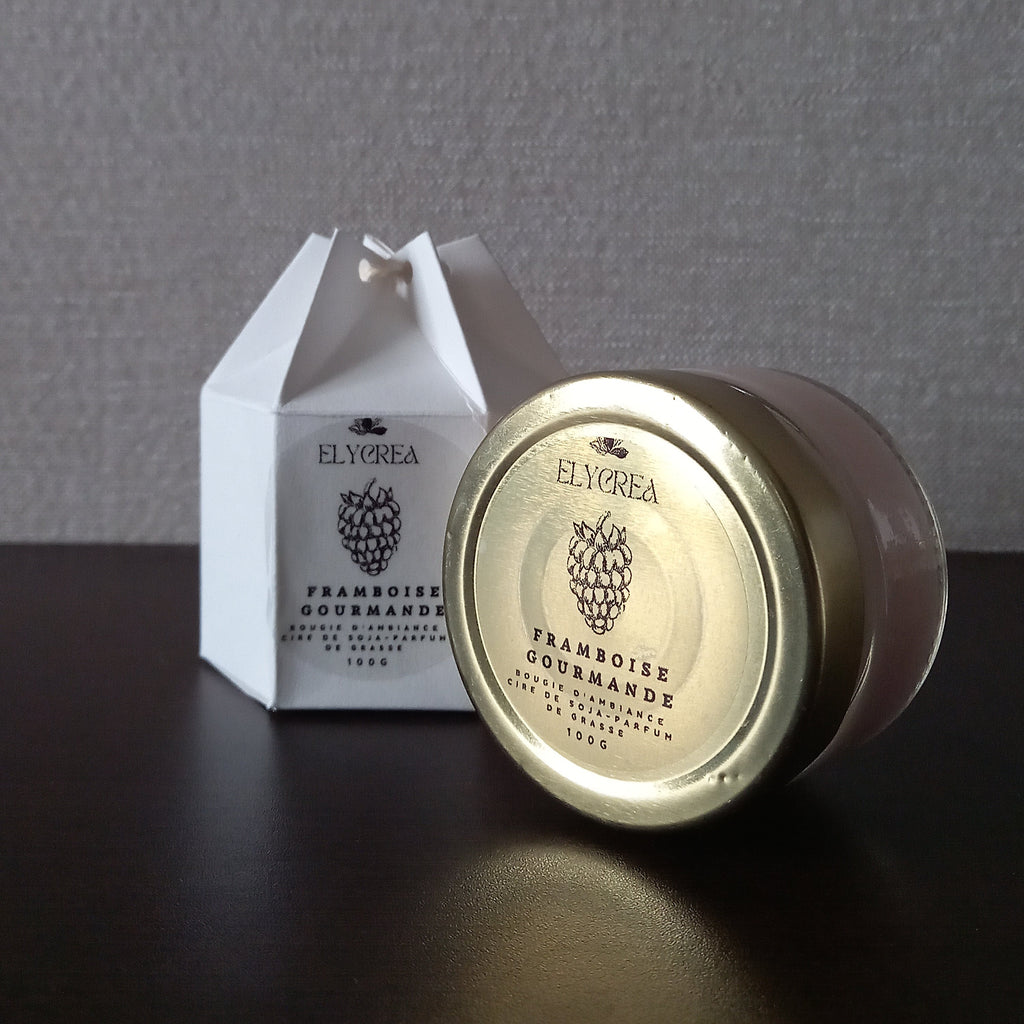 ELYCREA
FRAMBOISE
GOURMANDE
BOUGIE D'AMBIANCE
CIRE DE SOJA-PARFUM
DE GRASSE
100G
ELYCREA
FRAMBOISE
GOURMANDE
BOUGIE D'AMBIANCE
CIRE DE SOJA-PARFUM
DE GRASSE
100G